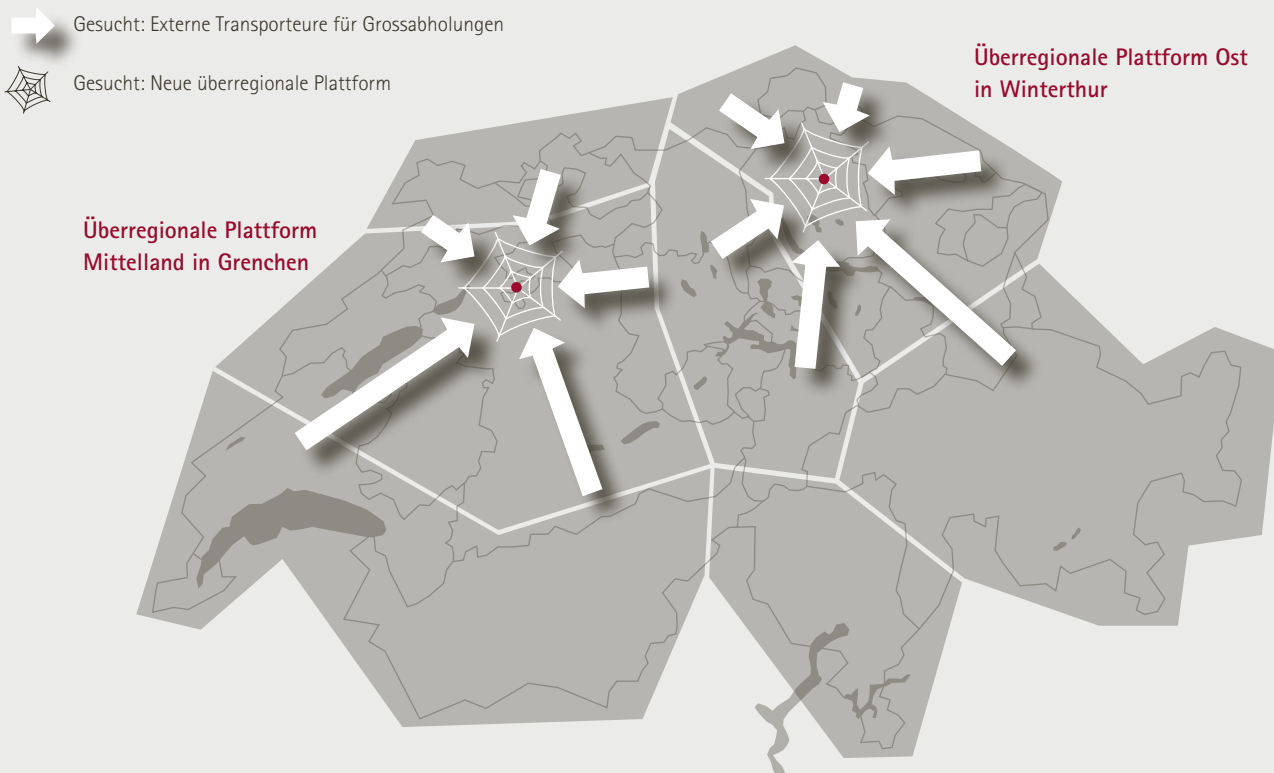 Gesucht: Externe Transporteure für Grossabholungen
Gesucht: Neue überregionale Plattform
Überregionale Plattform Ost
in Winterthur
Überregionale Plattform
Mittelland in Grenchen